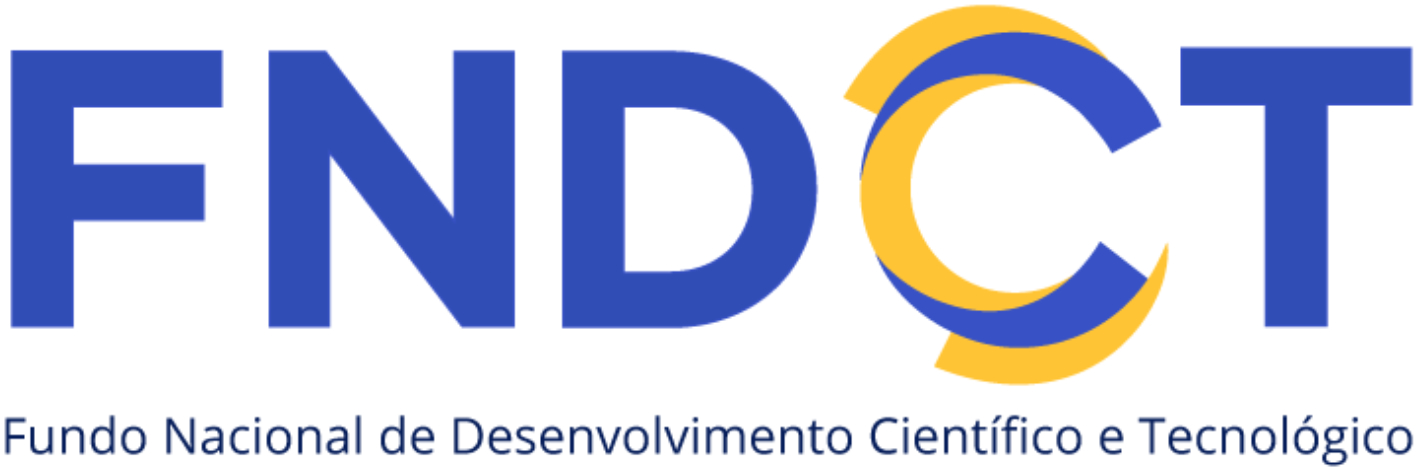 FNDCT
Fundo Nacional de Desenvolvimento Científico e Tecnológico